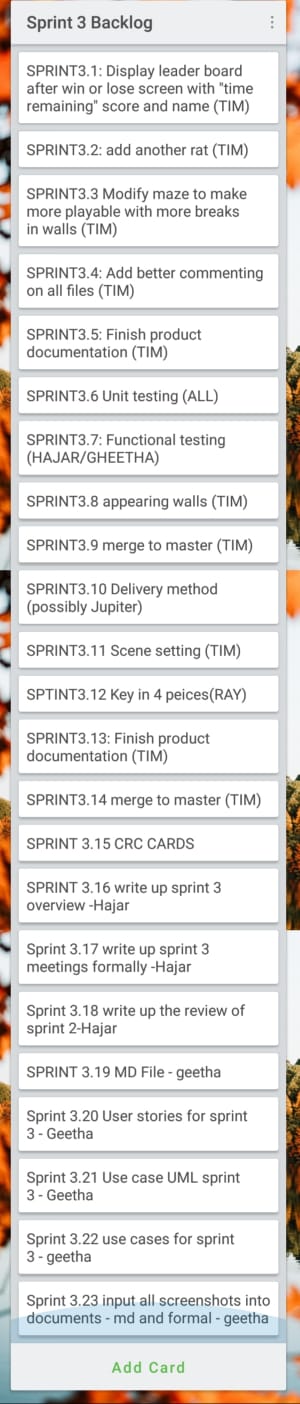 Sprint 3 Backlog
SPRINT3.1: Display leader board
after win or lose screen with "time
remaining" score and name (TIM)
SPRINT3.2: add another rat (TIM)
SPRINT3.3 Modify maze to make
more playable with more breaks
in walls (TIM)
SPRINT3.4: Add better commenting
on all files (TIM)
SPRINT3.5: Finish product
documentation (TIM)
SPRINT3.6 Unit testing (ALL)
SPRINT3.7: Functional testing
(HAJAR/GHEETHA)
SPRINT3.8 appearing walls (TIM)
SPRINT3.9 merge to master (TIM)
SPRINT3.10 Delivery method
(possibly Jupiter)
SPRINT3.11 Scene setting (TIM)
SPTINT3.12 Key in 4 peices(RAY)
SPRINT3.13: Finish product
documentation (TIM)
SPRINT3.14 merge to master (TIM)
SPRINT 3.15 CRC CARDS
SPRINT 3.16 write up sprint 3
overview -Hajar
Sprint 3.17 write up sprint 3
meetings formally -Hajar
Sprint 3.18 write up the review of
sprint 2-Hajar
SPRINT 3.19 MD File - geetha
Sprint 3.20 User stories for sprint
3 - Geetha
Sprint 3.21 Use case UML sprint
3 - Geetha
Sprint 3.22 use cases for sprint
3 - geetha
Sprint 3.23 input all screenshots into
documents - md and formal - geetha
Add Card